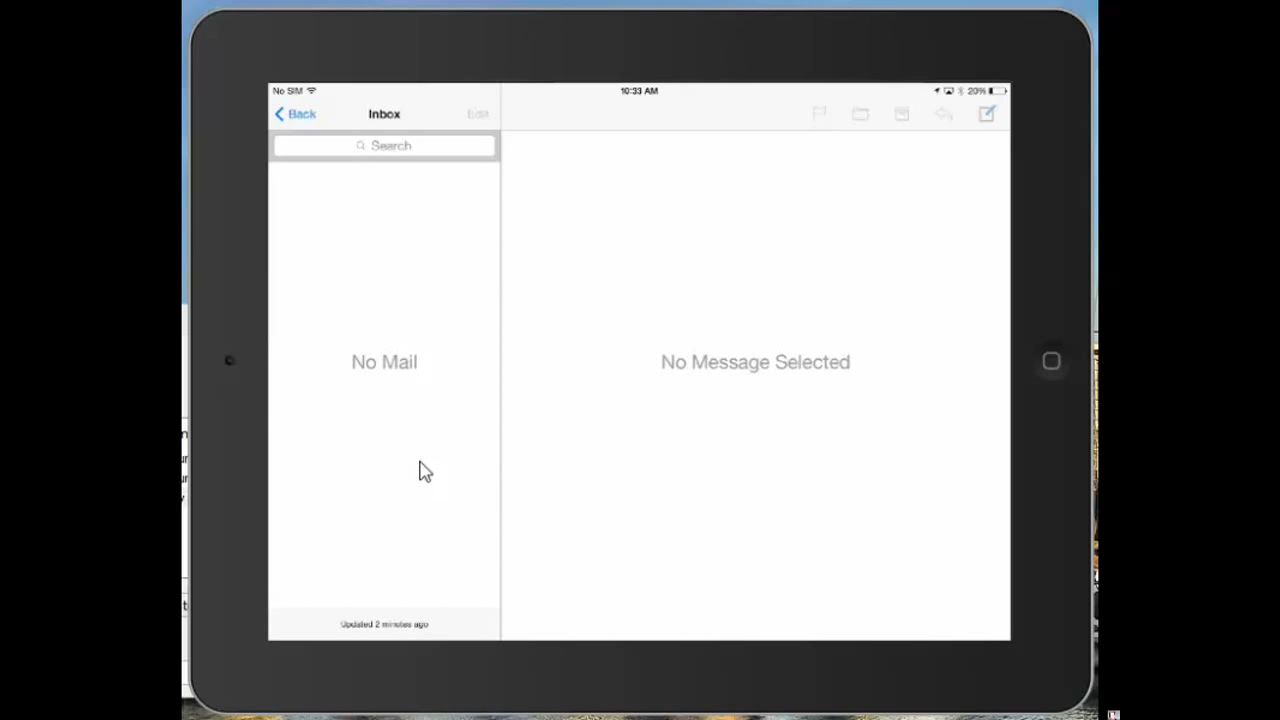 No SIM
10:33 AM
20%
Back
Inbox
Edit
Search
No Mail
No Message Selected
Updated 2 minutes ago